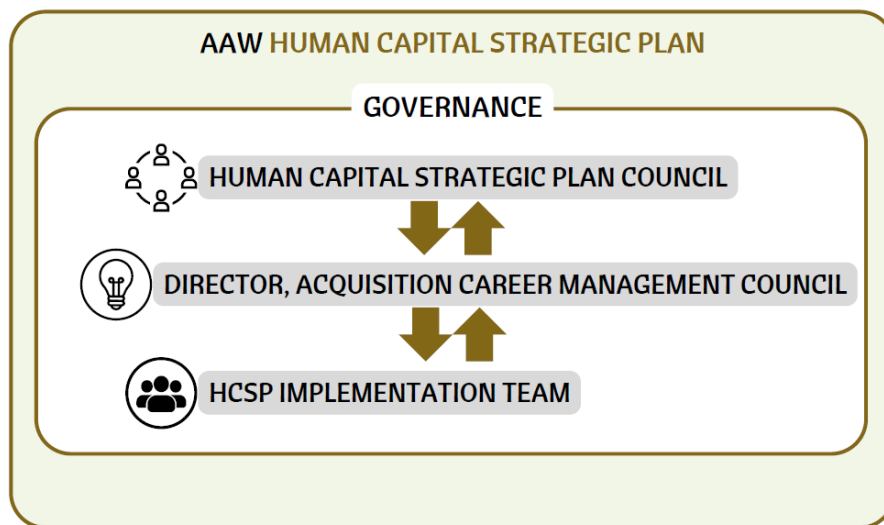 AAW HUMAN CAPITAL STRATEGIC PLAN
GOVERNANCE
HUMAN CAPITAL STRATEGIC PLAN COUNCIL
DIRECTOR, ACQUISITION CAREER MANAGEMENT COUNCIL
HCSP IMPLEMENTATION TEAM